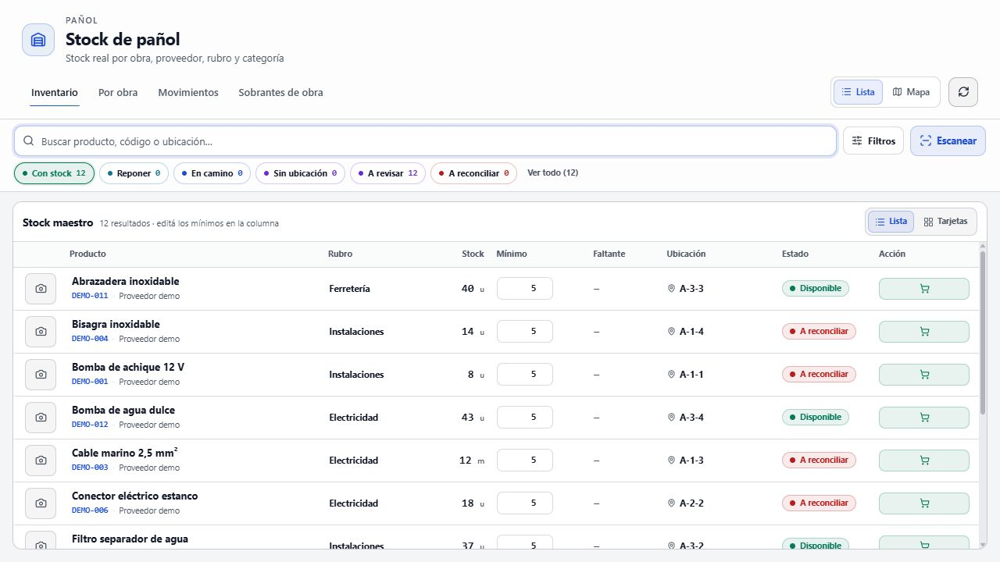 PAÑOL
Stock de pañol
Stock real por obra, proveedor, rubro y categoría
Inventario Por obra Movimientos Sobrantes de obra
Lista Mapa
Buscar producto, código o ubicación...
Filtros
Escanear
Con stock 12 Reponer 0 En camino 0 Sin ubicación 0 A revisar 12 A reconciliar 0 Ver todo (12)
Stock maestro 12 resultados · editá los mínimos en la columna
Lista Tarjetas
Producto Rubro Stock Mínimo Faltante Ubicación Estado Acción
Abrazadera inoxidable
DEMO-011 · Proveedor demo
Ferretería 40 u 5 — A-3-3 Disponible
Bisagra inoxidable
DEMO-004 · Proveedor demo
Instalaciones 14 u 5 — A-1-4 A reconciliar
Bomba de achique 12 V
DEMO-001 · Proveedor demo
Instalaciones 8 u 5 — A-1-1 A reconciliar
Bomba de agua dulce
DEMO-012 · Proveedor demo
Electricidad 43 u 5 — A-3-4 Disponible
Cable marino 2,5 mm²
DEMO-003 · Proveedor demo
Electricidad 12 m 5 — A-1-3 A reconciliar
Conector eléctrico estanco
DEMO-006 · Proveedor demo
Electricidad 18 u 5 — A-2-2 A reconciliar
Filtro separador de agua
Instalaciones 37 u 5 — A-3-2 Disponible